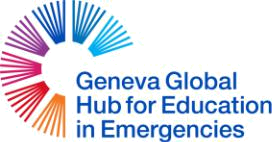 Geneva Global
Hub for Education
in Emergencies